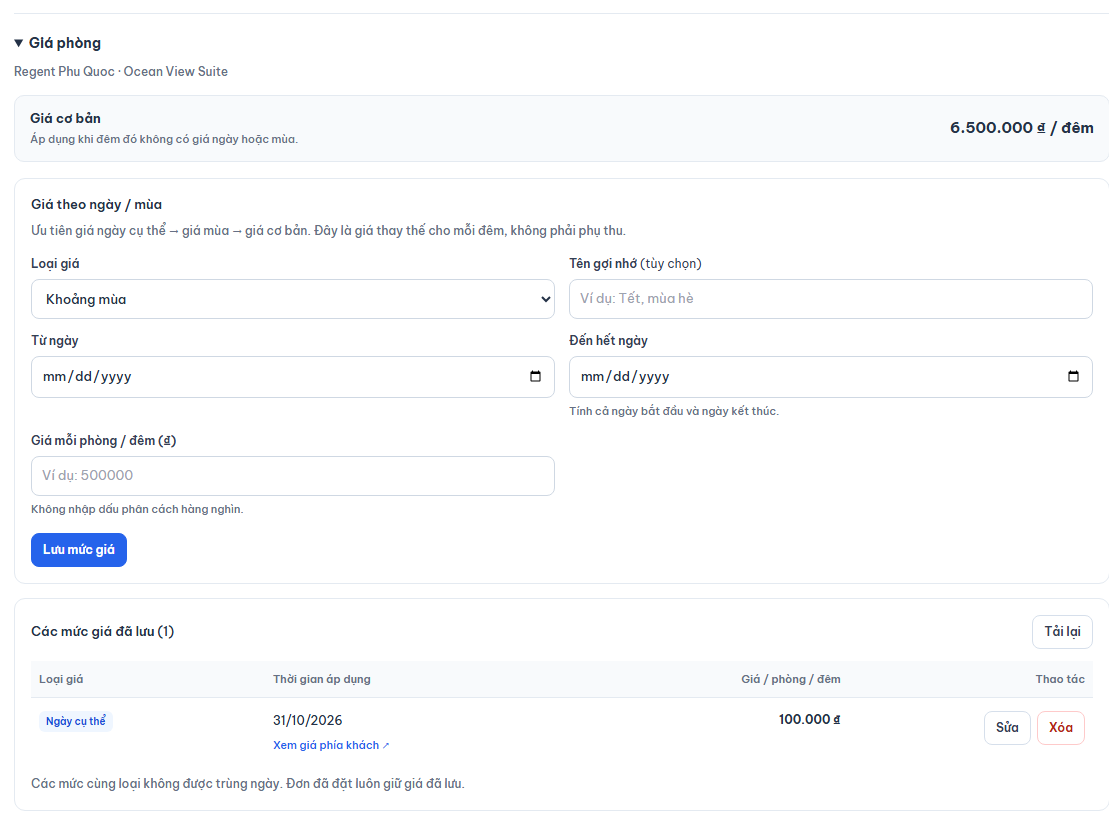 ▼ Giá phòng
Regent Phu Quoc · Ocean View Suite
Giá cơ bản
Áp dụng khi đêm đó không có giá ngày hoặc mùa.
6.500.000 ₫ / đêm
Giá theo ngày / mùa
Ưu tiên giá ngày cụ thể → giá mùa → giá cơ bản. Đây là giá thay thế cho mỗi đêm, không phải phụ thu.
Loại giá
Khoảng mùa
Tên gợi nhớ (tùy chọn)
Ví dụ: Tết, mùa hè
Từ ngày
mm/dd/yyyy
Đến hết ngày
mm/dd/yyyy
Tính cả ngày bắt đầu và ngày kết thúc.
Giá mỗi phòng / đêm (₫)
Ví dụ: 500000
Không nhập dấu phân cách hàng nghìn.
Lưu mức giá
Các mức giá đã lưu (1)
Tải lại
Loại giá Thời gian áp dụng Giá / phòng / đêm Thao tác
Ngày cụ thể 31/10/2026 100.000 ₫ Sửa Xóa
Xem giá phía khách ↗
Các mức cùng loại không được trùng ngày. Đơn đã đặt luôn giữ giá đã lưu.